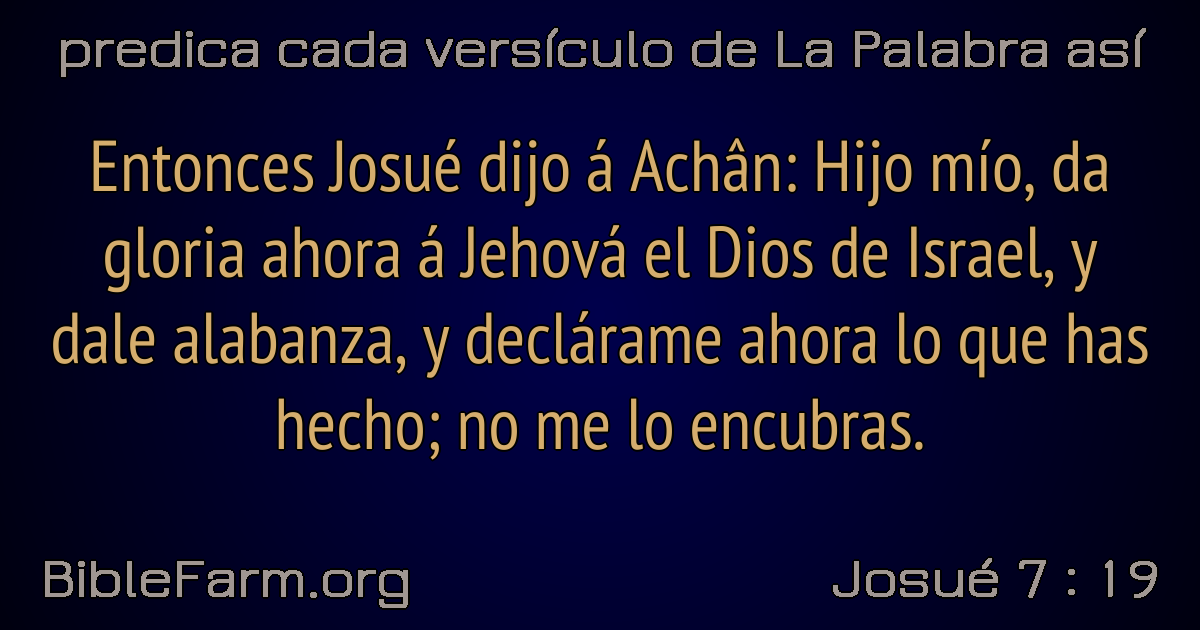 predica cada versículo de La Palabra así
Entonces Josué dijo á Achân: Hijo mío, da
gloria ahora á Jehová el Dios de Israel, y
dale alabanza, y declárame ahora lo que has
hecho; no me lo encubras.
BibleFarm.org
Josué 7 : 19